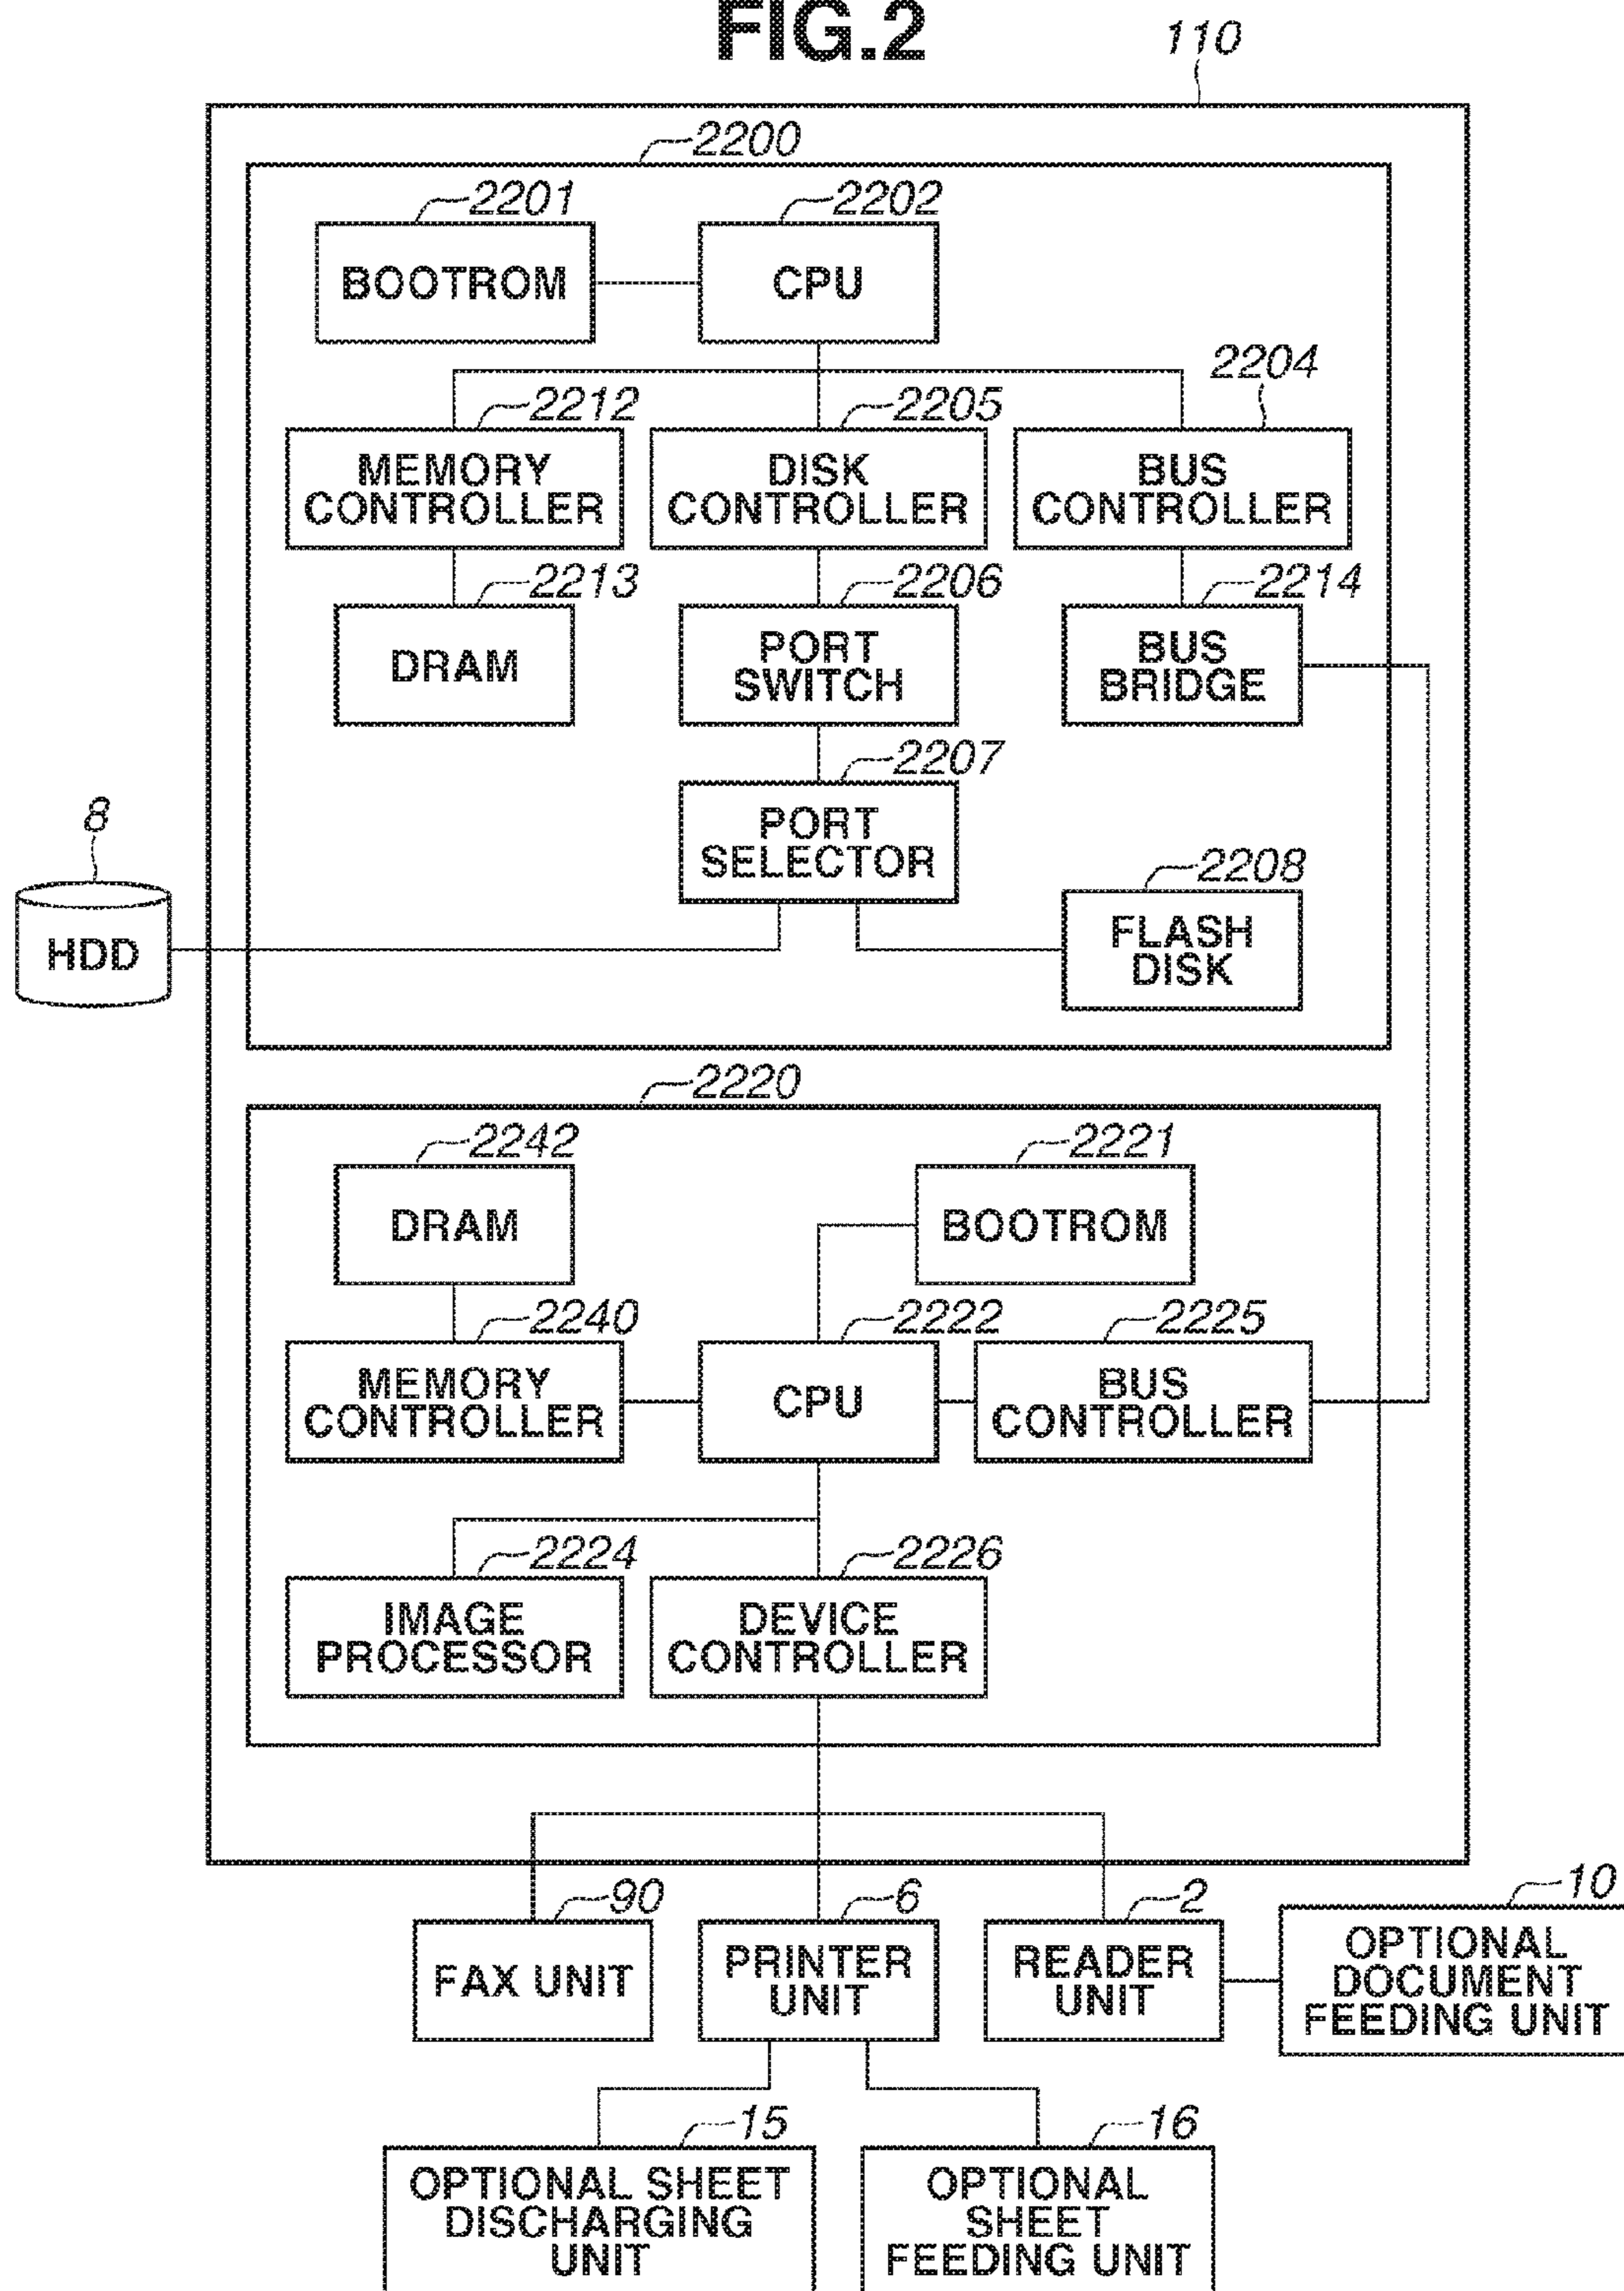 FIG.2
110
2200
2201
2202
BOOTROM
CPU
2204
2212
2205
MEMORY
CONTROLLER
DISK
CONTROLLER
BUS
CONTROLLER
2213
2206
2214
DRAM
PORT
SWITCH
BUS
BRIDGE
2207
8
PORT
SELECTOR
2208
HDD
FLASH
DISK
2220
2242
2221
DRAM
BOOTROM
2240
2222
2225
MEMORY
CONTROLLER
CPU
BUS
CONTROLLER
2224
2226
IMAGE
PROCESSOR
DEVICE
CONTROLLER
90
6
2
10
FAX UNIT
PRINTER
UNIT
READER
UNIT
OPTIONAL
DOCUMENT
FEEDING UNIT
15
16
OPTIONAL SHEET
DISCHARGING
UNIT
OPTIONAL
SHEET
FEEDING UNIT